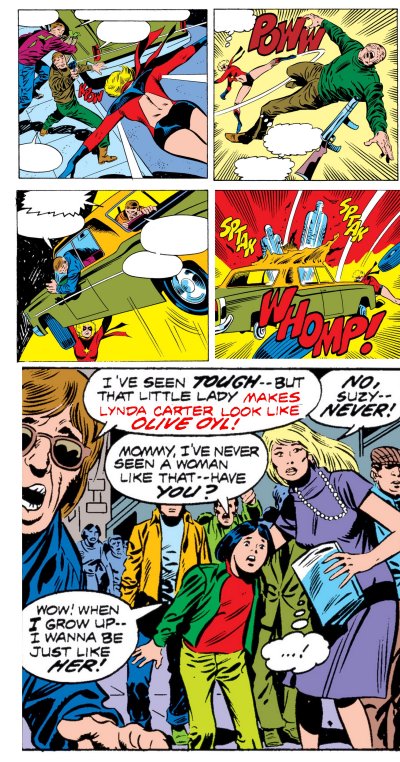 POW
POWW
SPTAK
SPTAK
WHOMP!
I'VE SEEN TOUGH--BUT
THAT LITTLE LADY MAKES
LYNDA CARTER LOOK LIKE
OLIVE OYL!
NO,
SUZY--
NEVER!
MOMMY, I'VE NEVER
SEEN A WOMAN
LIKE THAT--HAVE
YOU?
WOW! WHEN
I GROW UP--
I WANNA BE
JUST LIKE
HER!
...!